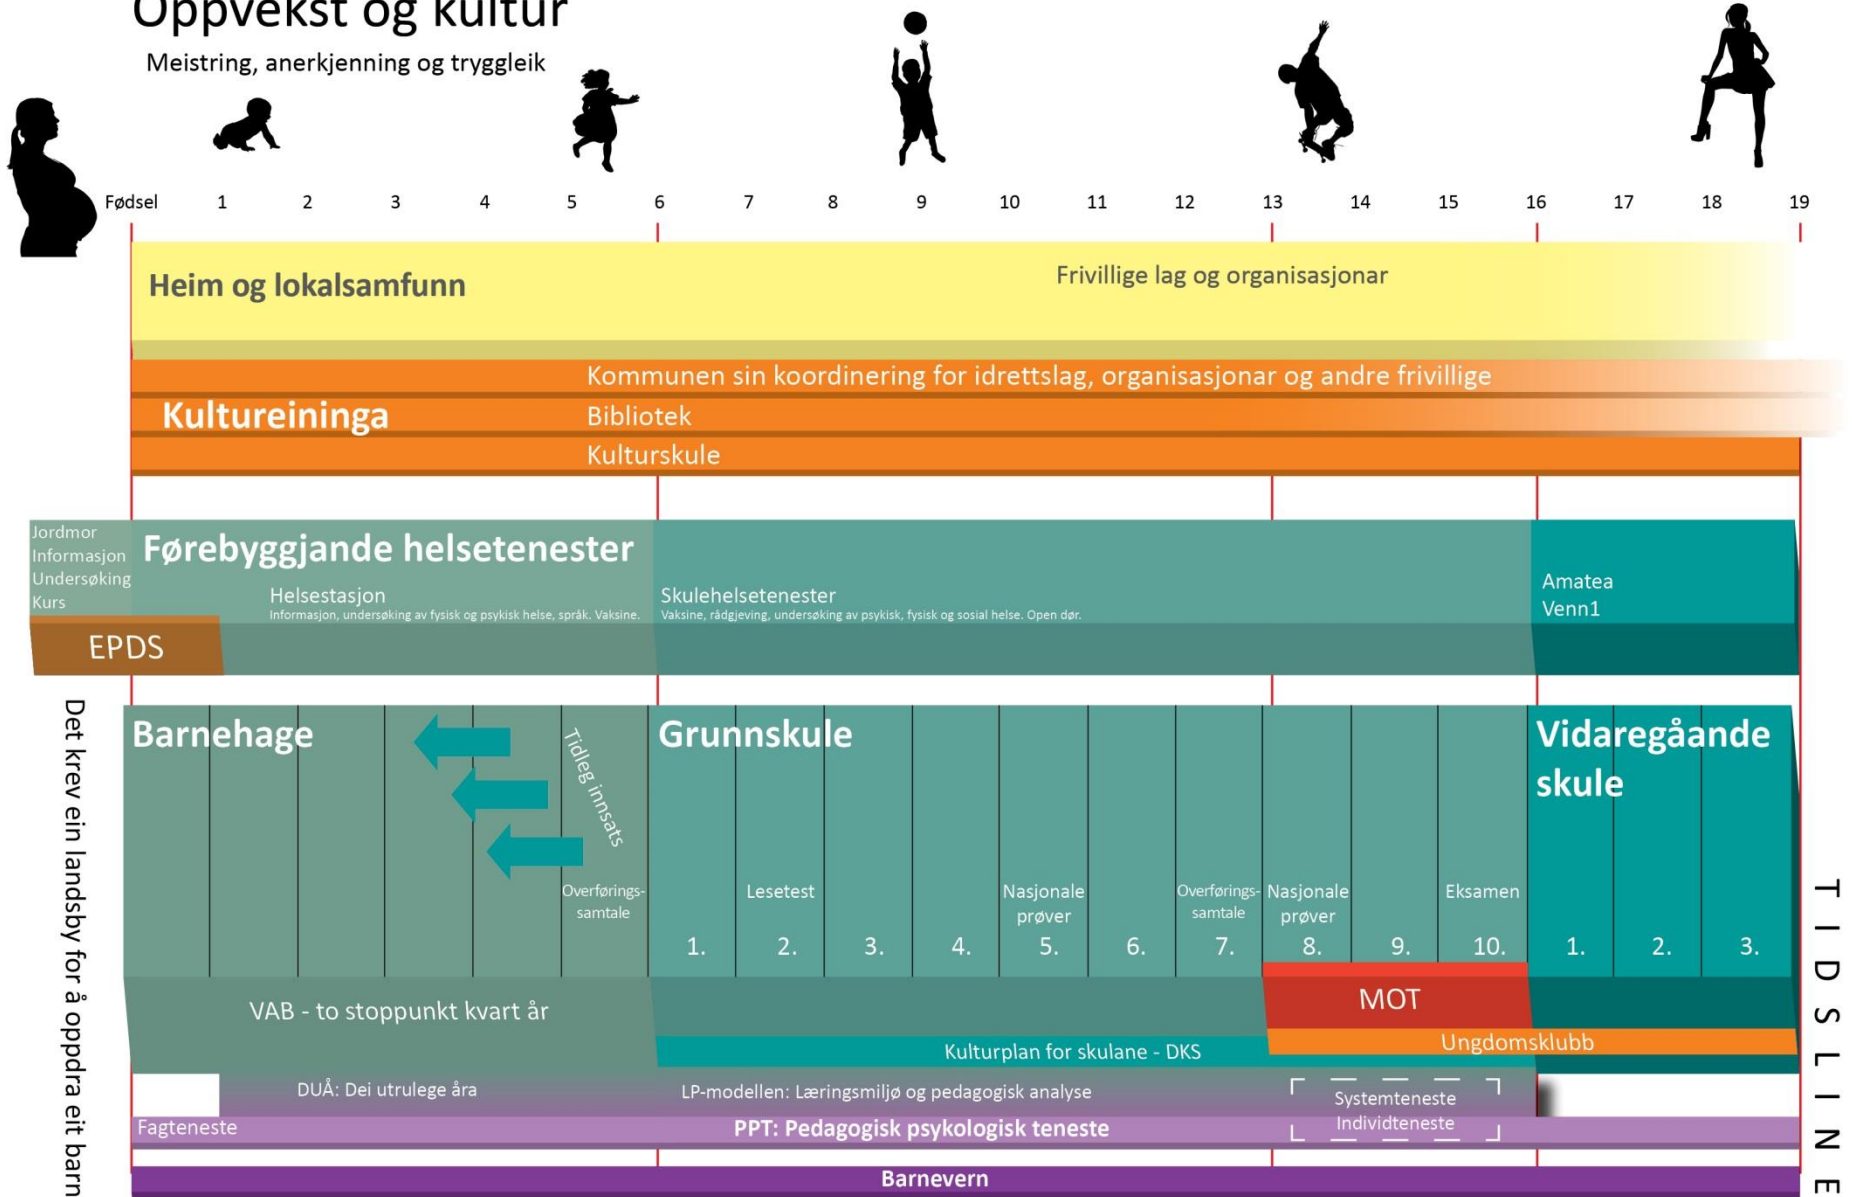 Oppvekst og kultur
Meistring, anerkjenning og tryggleik
Fødsel 1 2 3 4 5 6 7 8 9 10 11 12 13 14 15 16 17 18 19
Heim og lokalsamfunn
Frivillige lag og organisasjonar
Kommunen sin koordinering for idrettslag, organisasjonar og andre frivillige
Kultureininga
Bibliotek
Kulturskule
Jordmor
Informasjon
Undersøking
Kurs
EPDS
Førebyggjande helsetenester
Helsestasjon
Informasjon, undersøking av fysisk og psykisk helse, språk. Vaksine.
Skulehelsetenester
Vaksine, rådgjeving, undersøking av psykisk, fysisk og sosial helse. Open dør.
Amatea
Venn1
Det krev ein landsby for å oppdra eit barn
Barnehage
Tidleg innsats
Overførings-
samtale
Grunnskule
Lesetest
Nasjonale
prøver
Overførings-
samtale
Nasjonale
prøver
Eksamen
1. 2. 3. 4. 5. 6. 7. 8. 9. 10.
Vidaregåande
skule
1. 2. 3.
VAB - to stoppunkt kvart år
MOT
Ungdomsklubb
Kulturplan for skulane - DKS
DUÅ: Dei utrulege åra
LP-modellen: Læringsmiljø og pedagogisk analyse
Systemteneste
Individteneste
Fagteneste
PPT: Pedagogisk psykologisk teneste
Barnevern
TIDSLINE